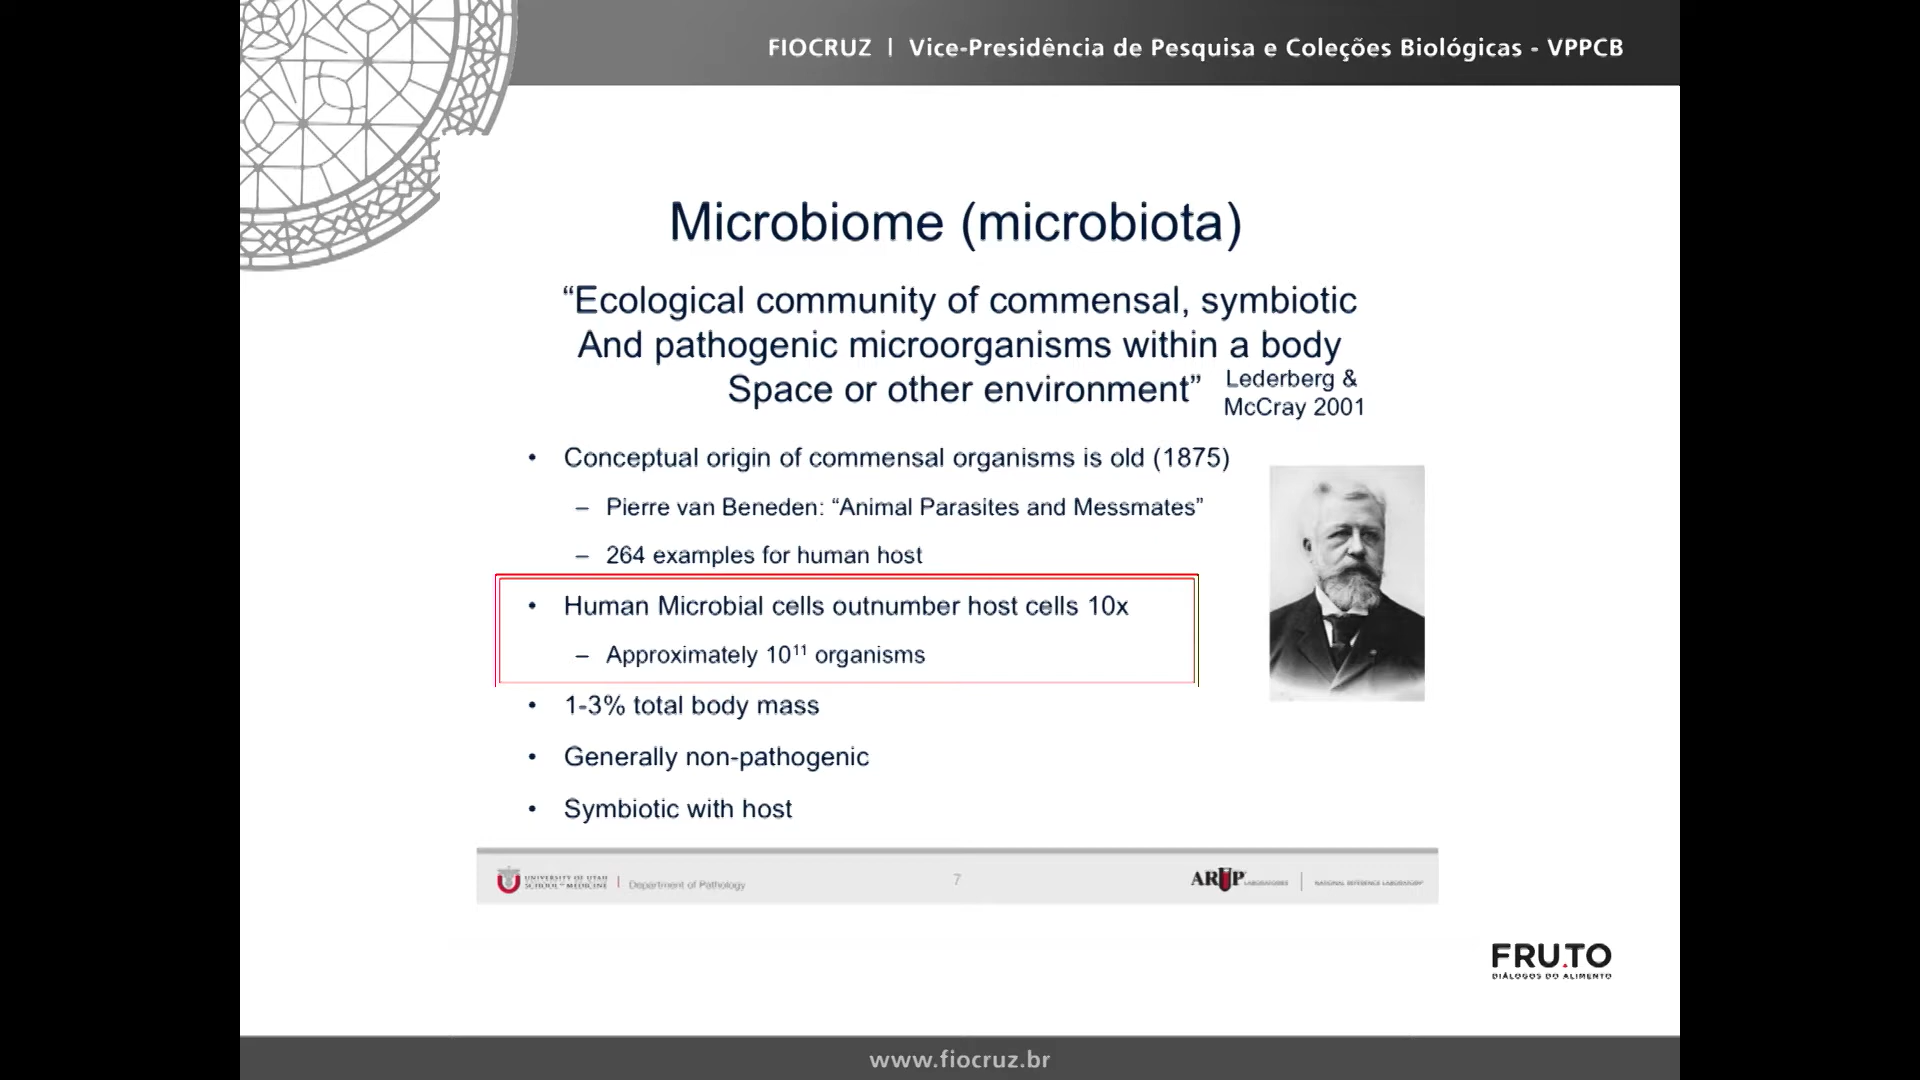 FIOCRUZ | Vice-Presidência de Pesquisa e Coleções Biológicas - VPPCB
Microbiome (microbiota)
“Ecological community of commensal, symbiotic
And pathogenic microorganisms within a body
Space or other environment”
Lederberg &
McCray 2001
• Conceptual origin of commensal organisms is old (1875)
– Pierre van Beneden: “Animal Parasites and Messmates”
– 264 examples for human host
• Human Microbial cells outnumber host cells 10x
– Approximately 10¹¹ organisms
• 1-3% total body mass
• Generally non-pathogenic
• Symbiotic with host
UNIVERSITY OF UTAH
SCHOOL OF MEDICINE
Department of Pathology
7
ARUP LABORATORIES
NATIONAL REFERENCE LABORATORY
FRU.TO
DIÁLOGOS DO ALIMENTO
www.fiocruz.br